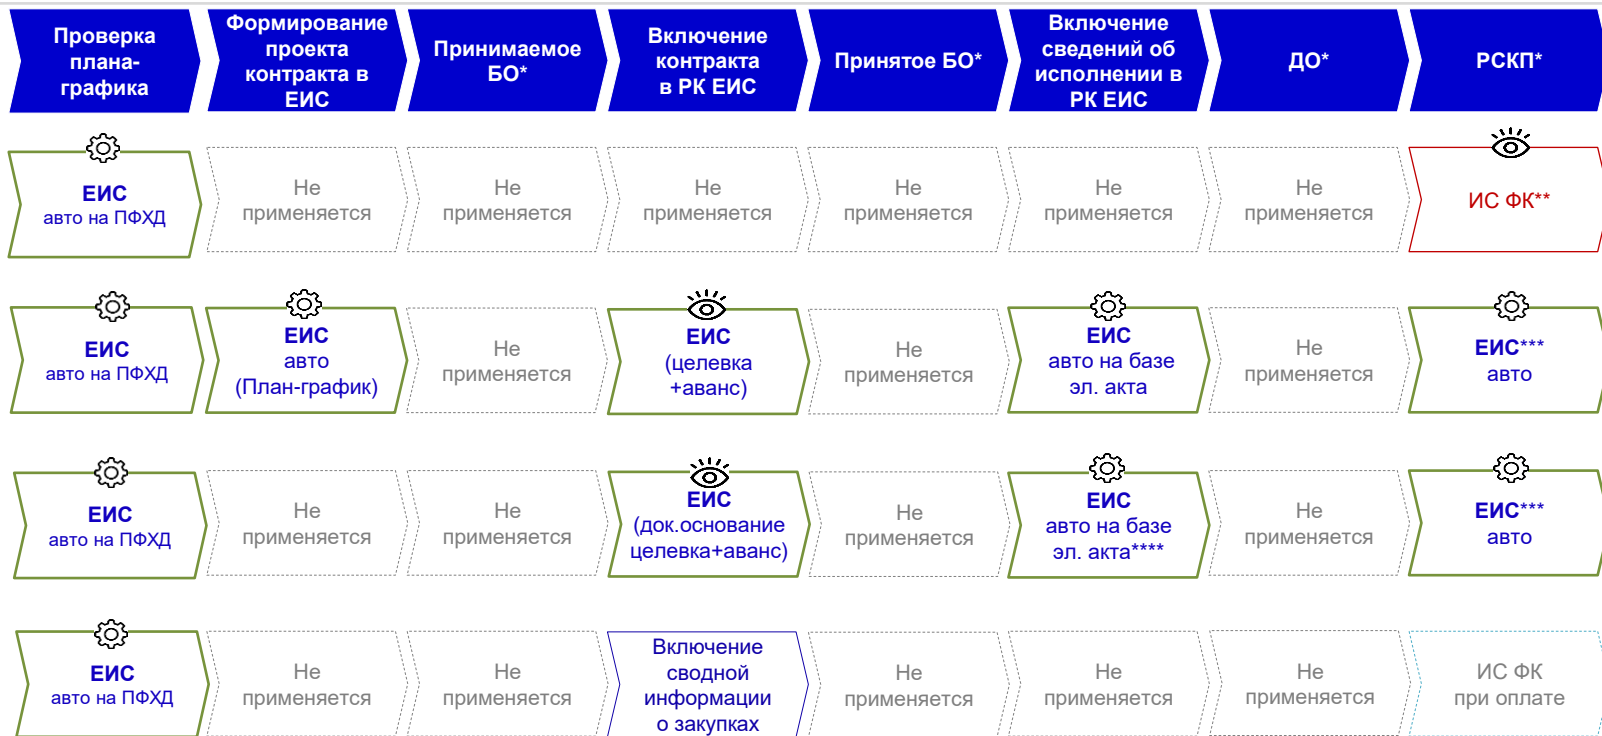 Проверка
плана-
графика
Формирование
проекта
контракта в
ЕИС
Принимаемое
БО*
Включение
контракта
в РК ЕИС
Принятое БО*
Включение
сведений об
исполнении в
РК ЕИС
ДО*
РСКП*
ЕИС
авто на ПФХД
Не
применяется
Не
применяется
Не
применяется
Не
применяется
Не
применяется
Не
применяется
ИС ФК**
ЕИС
авто на ПФХД
ЕИС
авто
(План-график)
Не
применяется
ЕИС
(целевка
+аванс)
Не
применяется
ЕИС
авто на базе
эл. акта
Не
применяется
ЕИС***
авто
ЕИС
авто на ПФХД
Не
применяется
Не
применяется
ЕИС
(док.основание
целевка+аванс)
Не
применяется
ЕИС
авто на базе
эл. акта****
Не
применяется
ЕИС***
авто
ЕИС
авто на ПФХД
Не
применяется
Не
применяется
Включение
сводной
информации
о закупках
Не
применяется
Не
применяется
Не
применяется
ИС ФК
при оплате